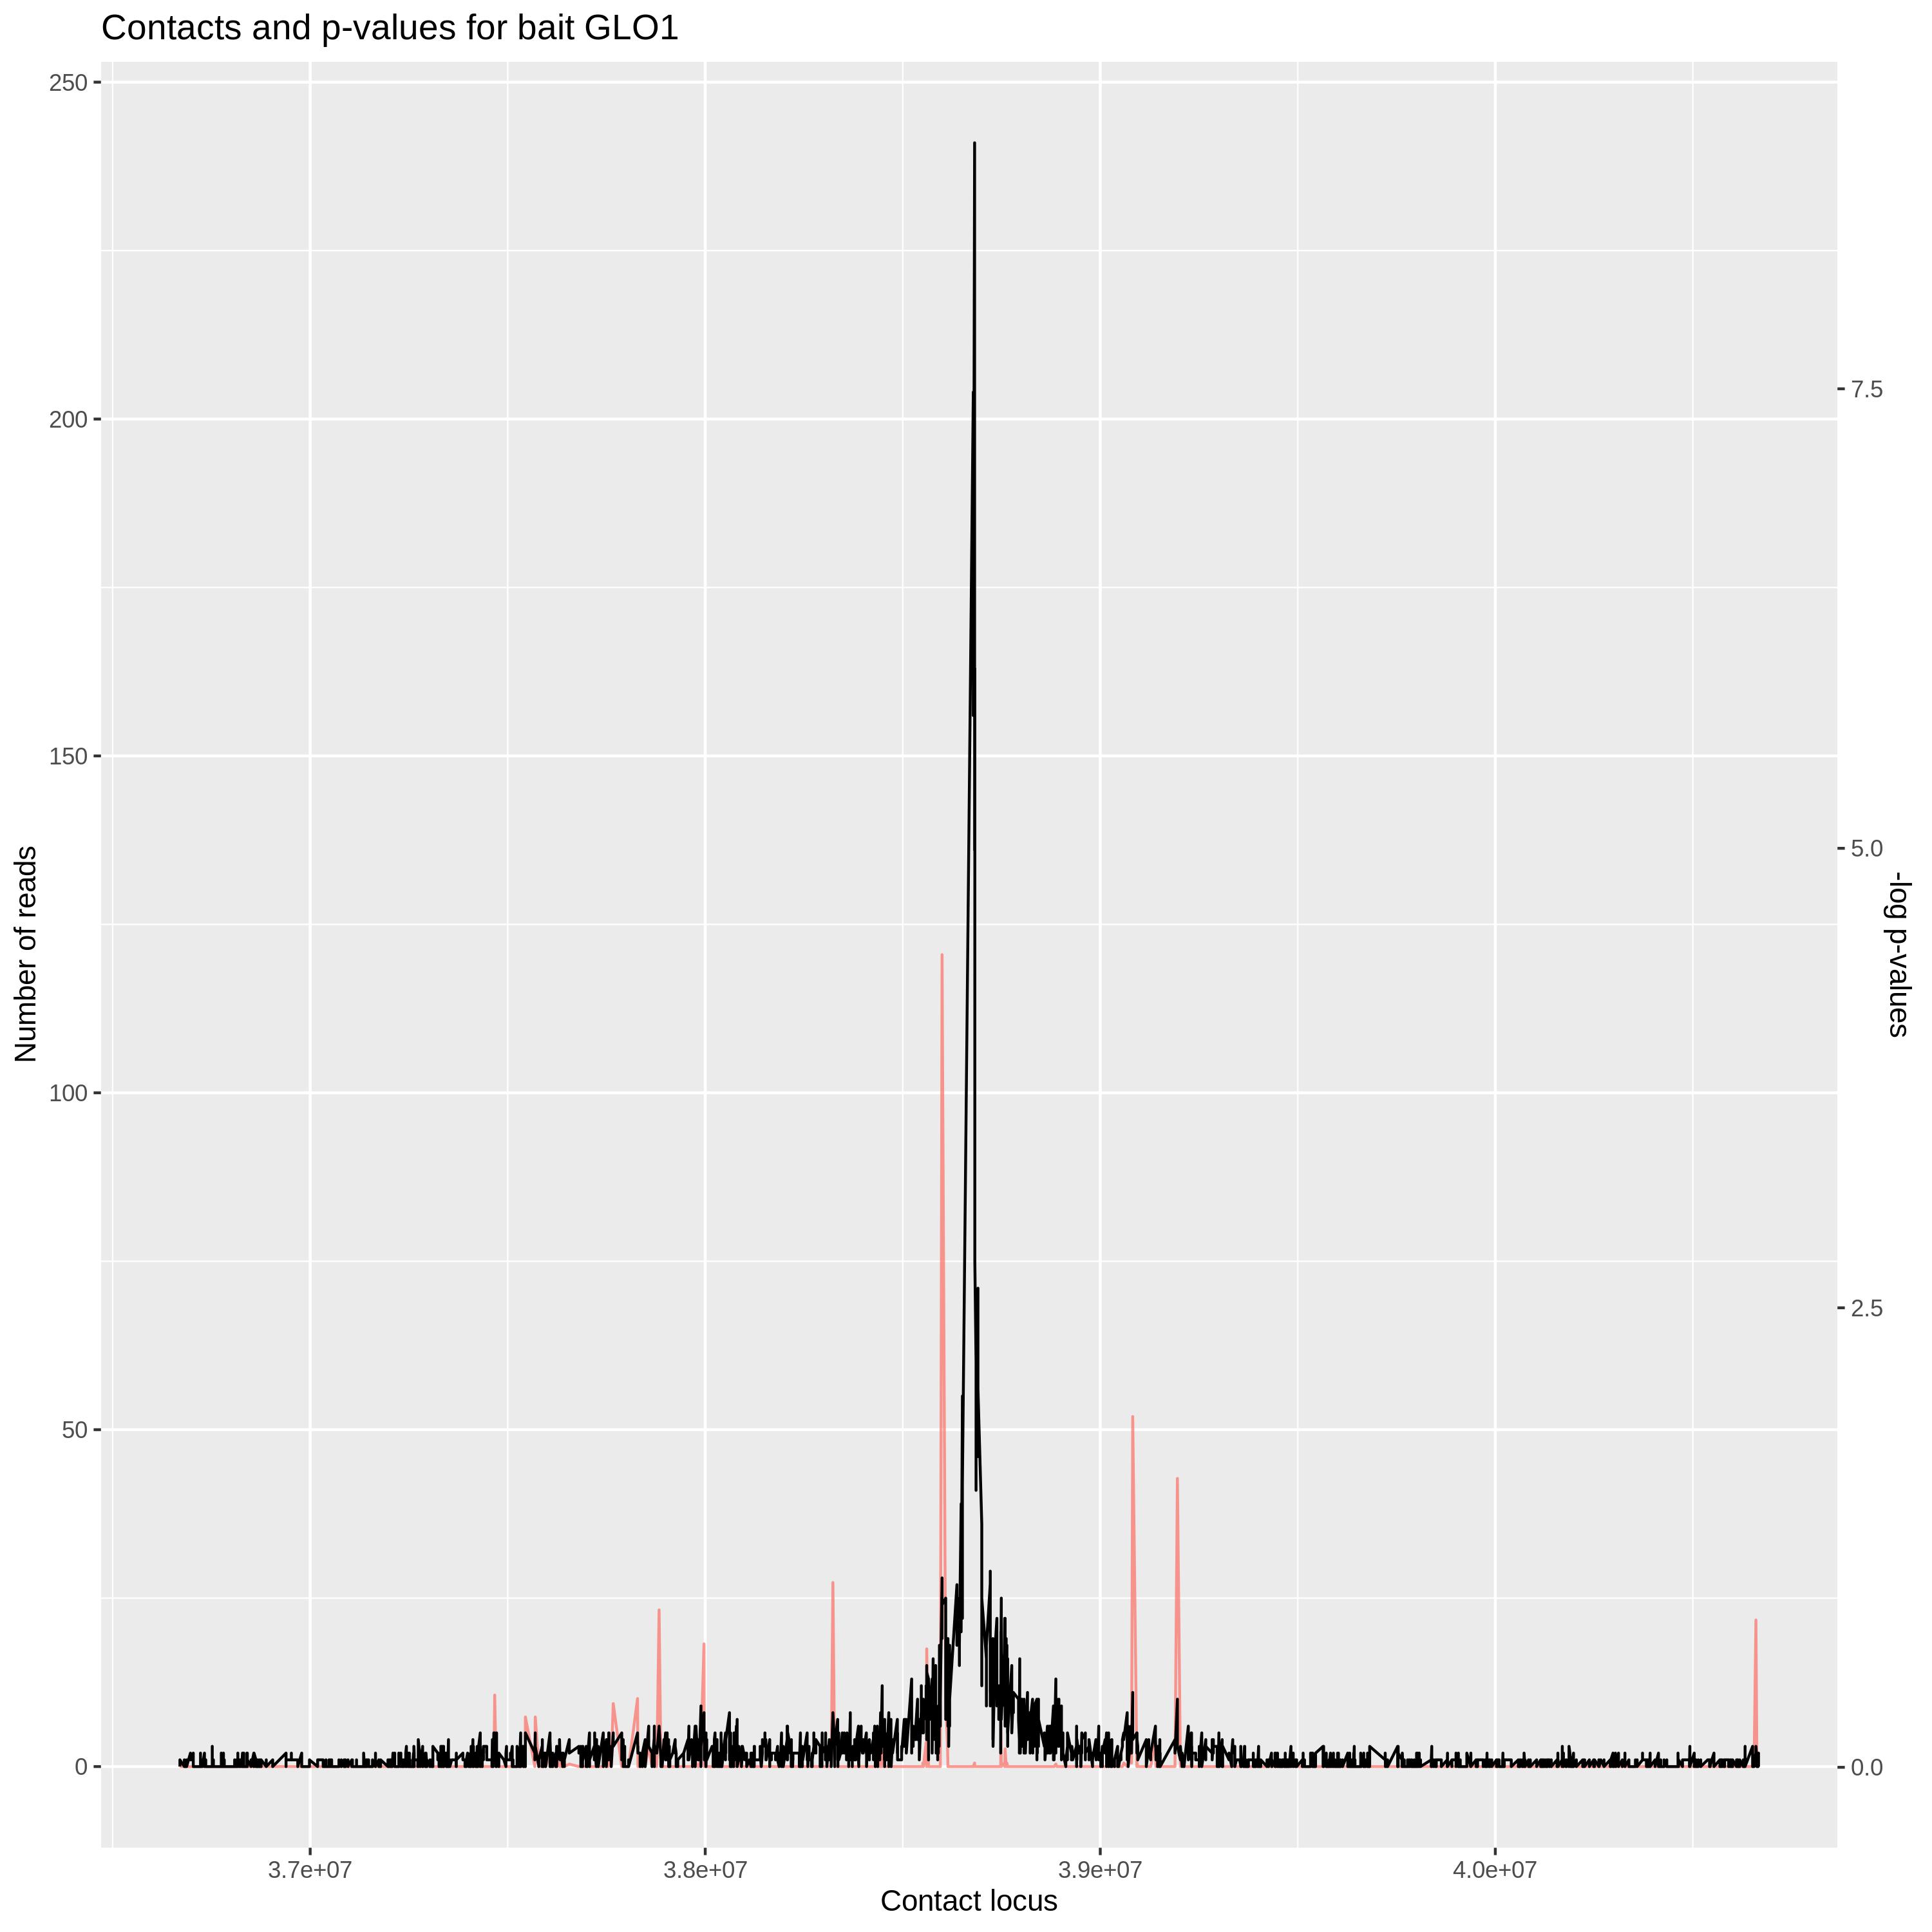 Contacts and p-values for bait GLO1
250
200
150
100
50
0
Number of reads
7.5
5.0
2.5
0.0
-log p-values
3.7e+07
3.8e+07
3.9e+07
4.0e+07
Contact locus